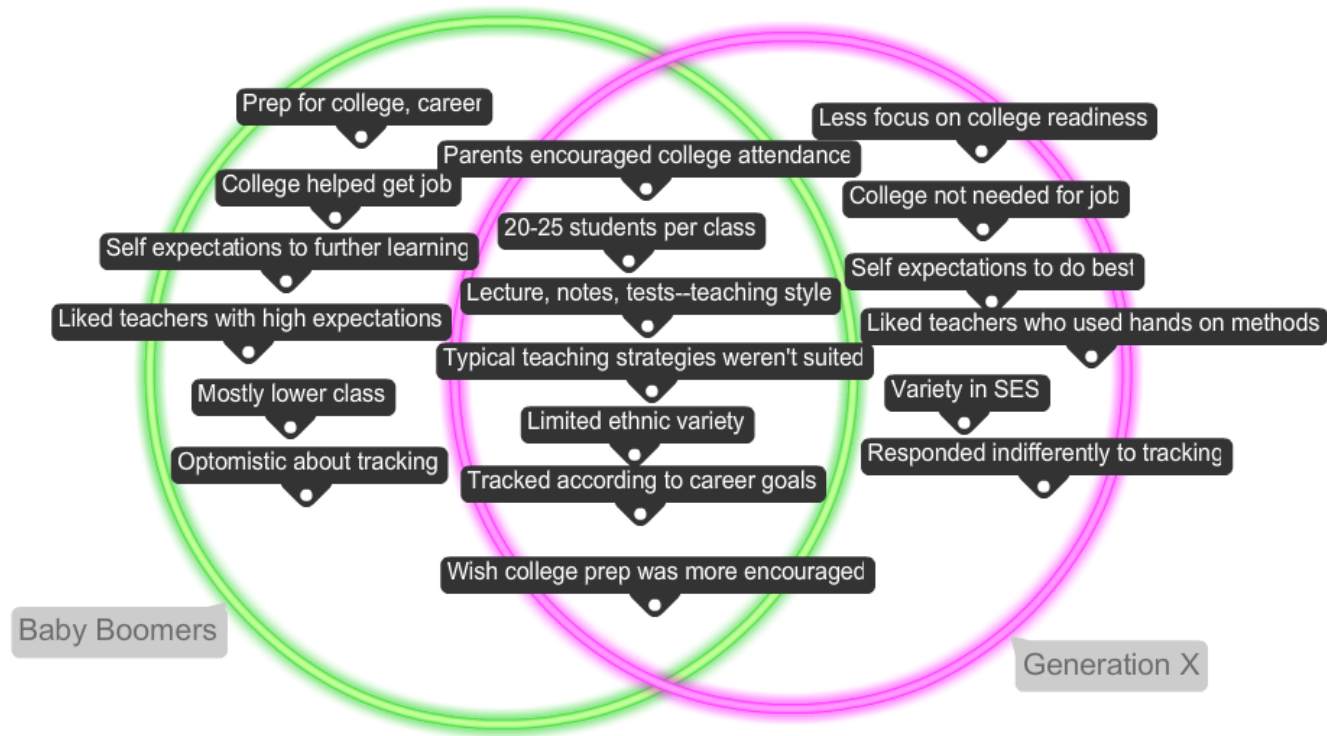 Prep for college, career
College helped get job
Self expectations to further learning
Liked teachers with high expectations
Mostly lower class
Optomistic about tracking
Parents encouraged college attendance
20-25 students per class
Lecture, notes, tests--teaching style
Typical teaching strategies weren't suited
Limited ethnic variety
Tracked according to career goals
Wish college prep was more encouraged
Less focus on college readiness
College not needed for job
Self expectations to do best
Liked teachers who used hands on methods
Variety in SES
Responded indifferently to tracking
Baby Boomers
Generation X